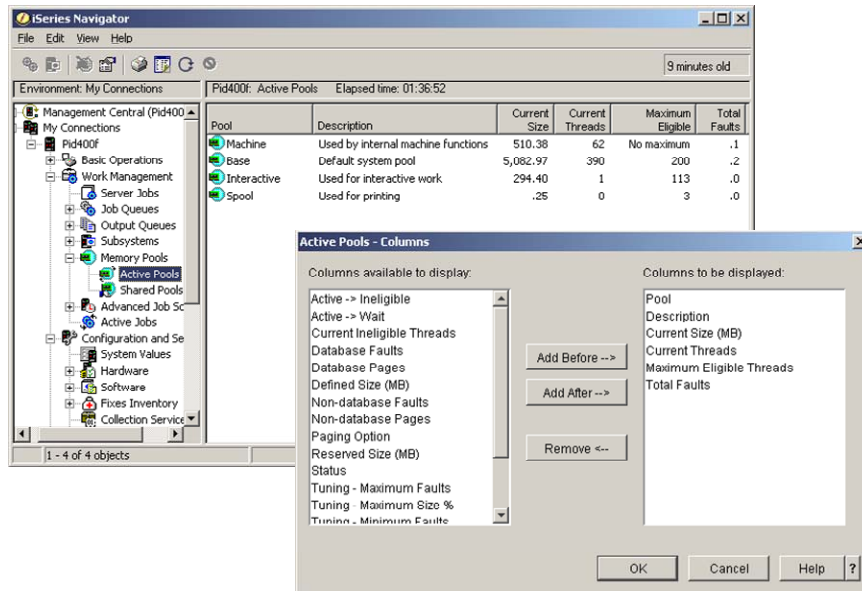 iSeries Navigator
File Edit View Help
9 minutes old
Environment: My Connections
Pid400f: Active Pools Elapsed time: 01:36:52
Management Central (Pid400
My Connections
Pid400f
Basic Operations
Work Management
Server Jobs
Job Queues
Output Queues
Subsystems
Memory Pools
Active Pools
Shared Pools
Advanced Job Sc
Active Jobs
Configuration and Se
System Values
Hardware
Software
Fixes Inventory
Collection Service
Pool Description Current Size Current Threads Maximum Eligible Total Faults
Machine Used by internal machine functions 510.38 62 No maximum .1
Base Default system pool 5,082.97 390 200 .2
Interactive Used for interactive work 294.40 1 113 .0
Spool Used for printing .25 0 3 .0
1 - 4 of 4 objects
Active Pools - Columns
Columns available to display:
Active -> Ineligible
Active -> Wait
Current Ineligible Threads
Database Faults
Database Pages
Defined Size (MB)
Non-database Faults
Non-database Pages
Paging Option
Reserved Size (MB)
Status
Tuning - Maximum Faults
Tuning - Maximum Size %
Tuning - Minimum Faults
Add Before -->
Add After -->
Remove <--
Columns to be displayed:
Pool
Description
Current Size (MB)
Current Threads
Maximum Eligible Threads
Total Faults
OK Cancel Help ?